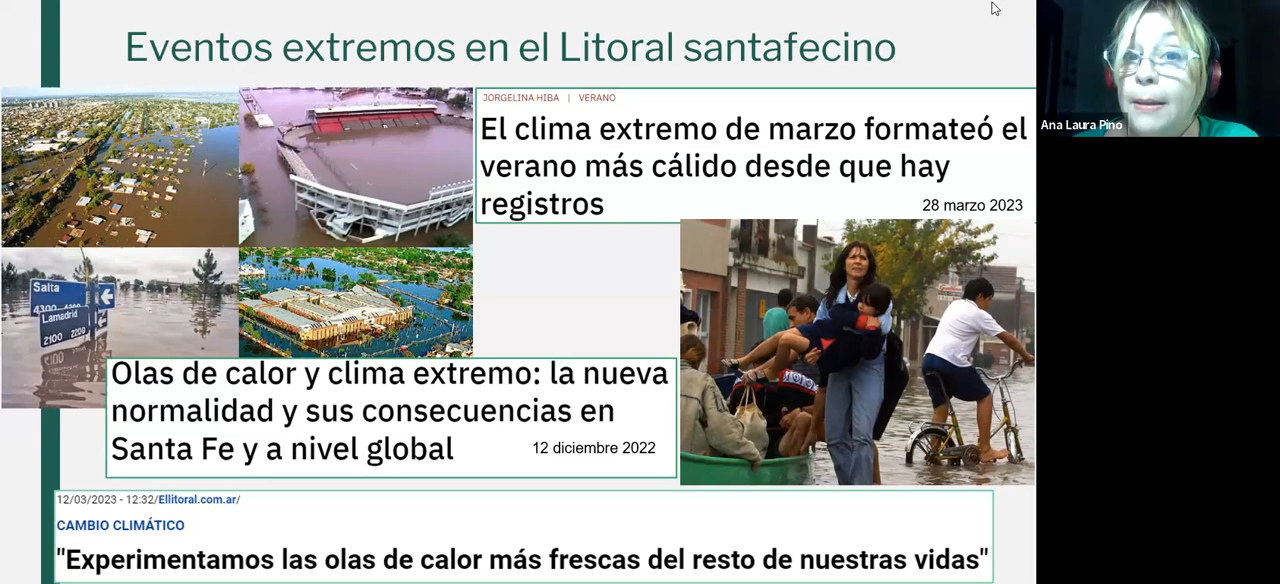 Eventos extremos en el Litoral santafecino
JORGELINA HIBA | VERANO
El clima extremo de marzo formateó el
verano más cálido desde que hay
registros
28 marzo 2023
Ana Laura Pino
Salta
4300 4200
Lamadrid
2100 2200
Olas de calor y clima extremo: la nueva
normalidad y sus consecuencias en
Santa Fe y a nivel global
12 diciembre 2022
12/03/2023 - 12:32/Ellitoral.com.ar/
CAMBIO CLIMÁTICO
"Experimentamos las olas de calor más frescas del resto de nuestras vidas"